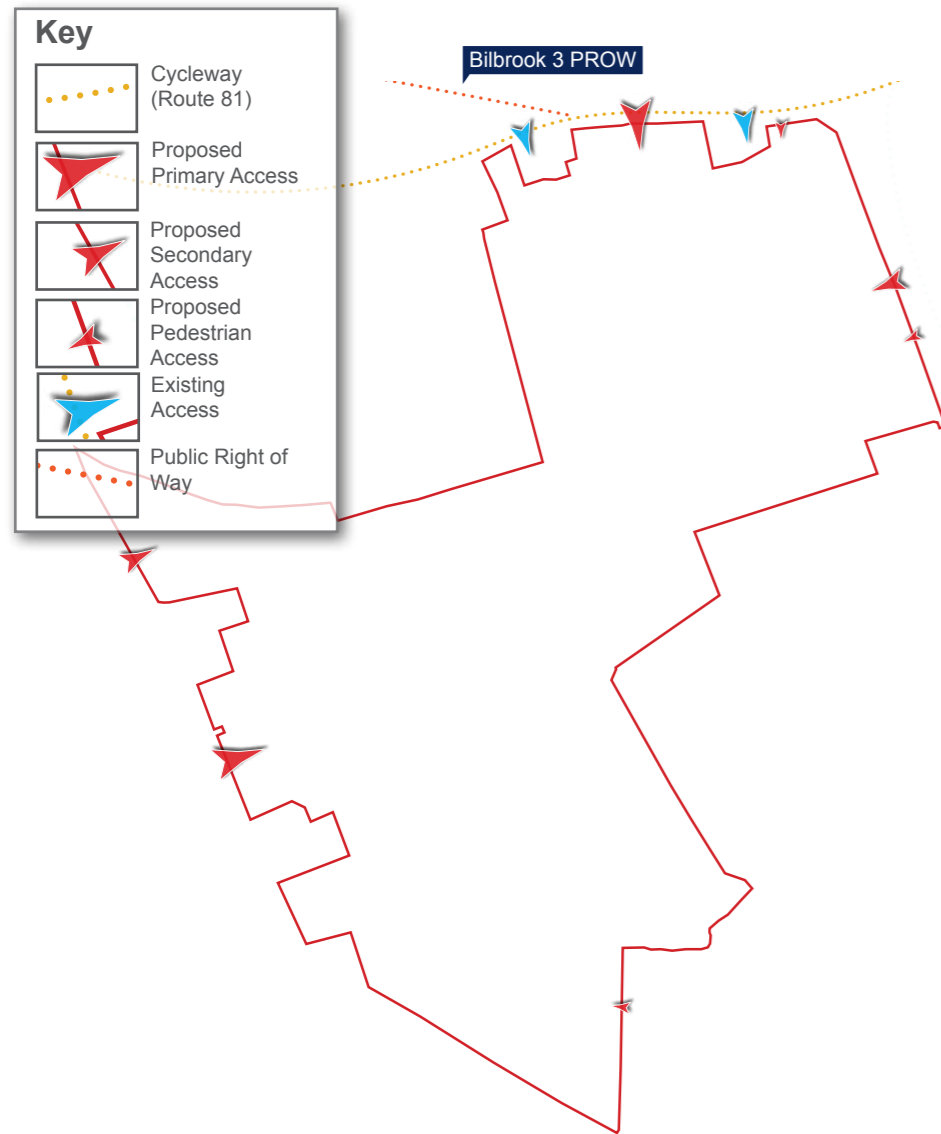 Key
Cycleway
(Route 81)
Proposed
Primary Access
Proposed
Secondary
Access
Proposed
Pedestrian
Access
Existing
Access
Public Right of
Way
Bilbrook 3 PROW